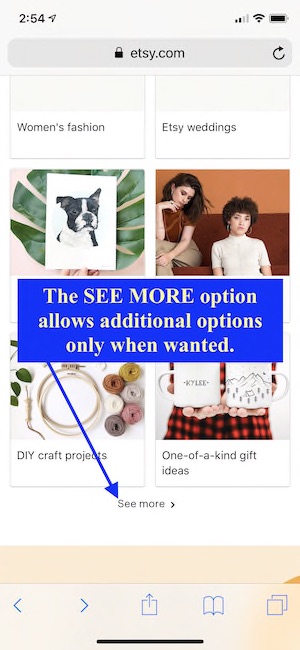 2:54
etsy.com
Women's fashion
Etsy weddings
The SEE MORE option
allows additional options
only when wanted.
-KYLEE-
DIY craft projects
One-of-a-kind gift
ideas
See more